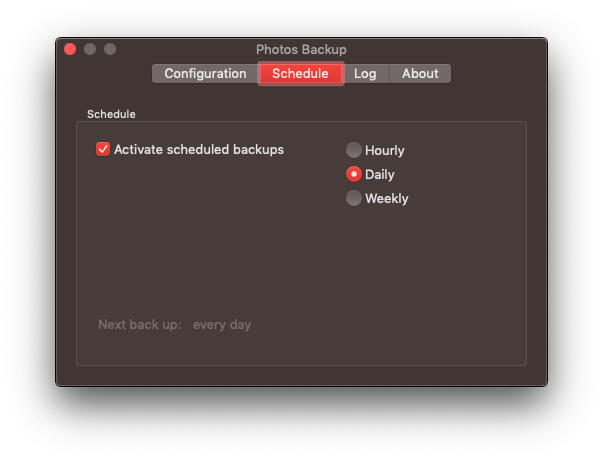 Photos Backup
Configuration Schedule Log About
Schedule
Activate scheduled backups
Hourly
Daily
Weekly
Next back up: every day